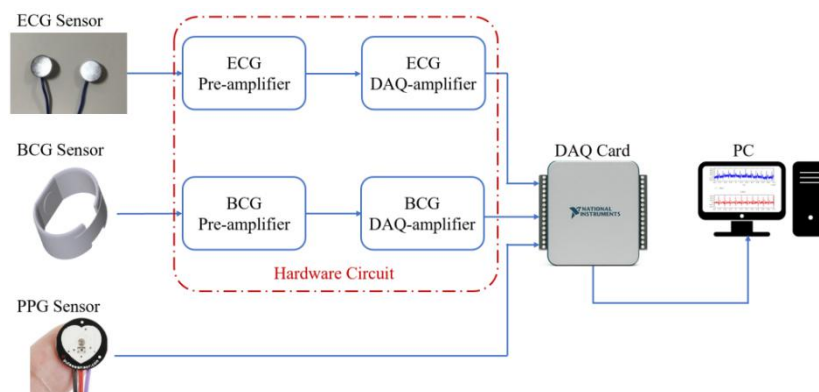 ECG Sensor
ECG
Pre-amplifier
ECG
DAQ-amplifier
BCG Sensor
BCG
Pre-amplifier
BCG
DAQ-amplifier
DAQ Card
PC
NATIONAL
INSTRUMENTS
Hardware Circuit
PPG Sensor